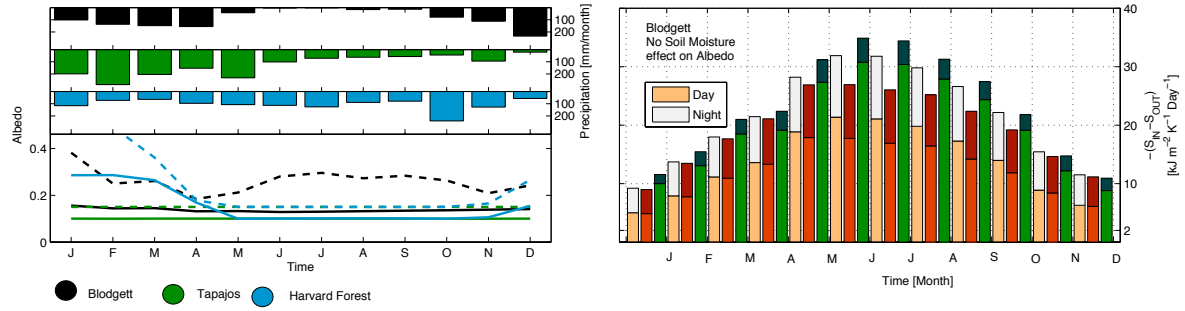 100
200
100
200
100
200
Precipitation [mm/month]
Albedo
0.4
0.2
0
J F M A M J J A S O N D
Time
Blodgett Tapajos Harvard Forest
Blodgett
No Soil Moisture
effect on Albedo
Day
Night
40
30
20
10
2
−(S_IN−S_OUT)
[kJ m⁻² K⁻¹ Day⁻¹]
J F M A M J J A S O N D
Time [Month]